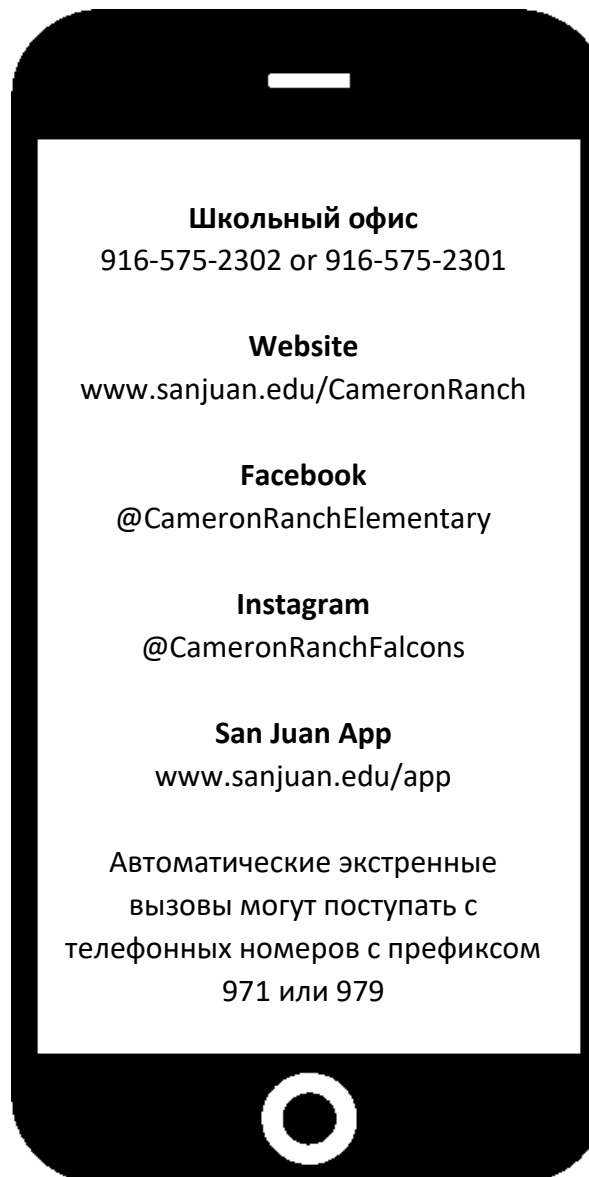 Школьный офис
916-575-2302 or 916-575-2301
Website
www.sanjuan.edu/CameronRanch
Facebook
@CameronRanchElementary
Instagram
@CameronRanchFalcons
San Juan App
www.sanjuan.edu/app
Автоматические экстренные
вызовы могут поступать с
телефонных номеров с префиксом
971 или 979